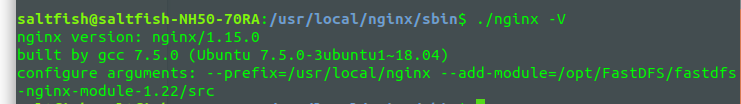 saltfish@saltfish-NH50-70RA:/usr/local/nginx/sbin$ ./nginx -V
nginx version: nginx/1.15.0
built by gcc 7.5.0 (Ubuntu 7.5.0-3ubuntu1~18.04)
configure arguments: --prefix=/usr/local/nginx --add-module=/opt/FastDFS/fastdfs
-nginx-module-1.22/src